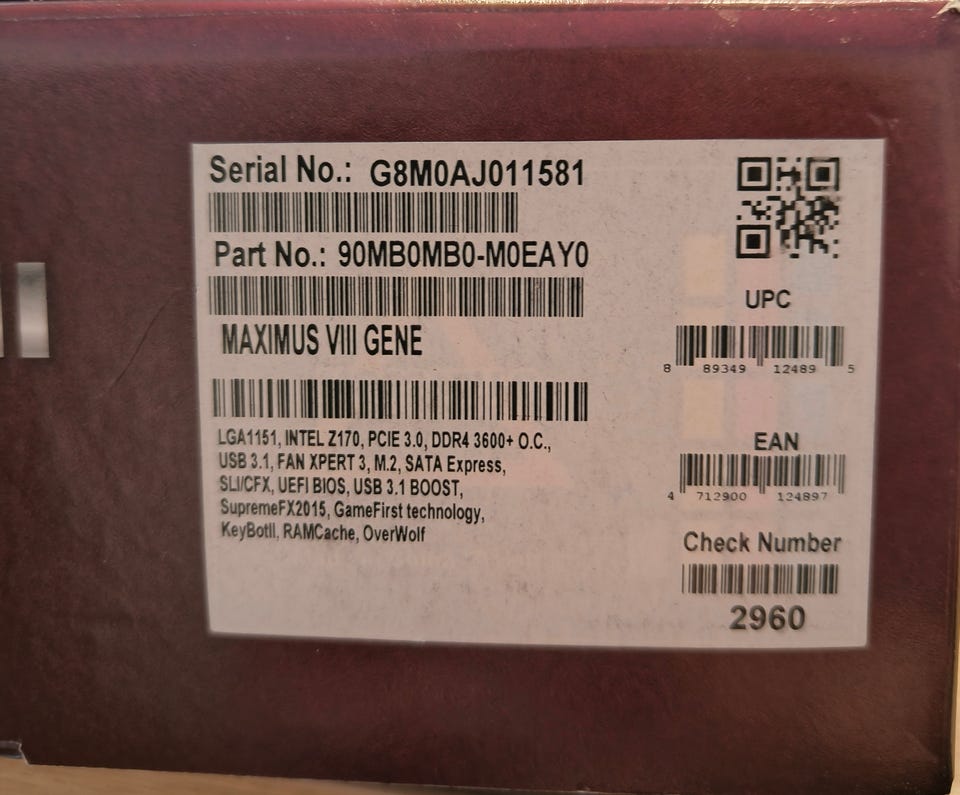 Serial No.: G8M0AJ011581
Part No.: 90MB0MB0-M0EAY0
MAXIMUS VIII GENE
LGA1151, INTEL Z170, PCIE 3.0, DDR4 3600+ O.C.,
USB 3.1, FAN XPERT 3, M.2, SATA Express,
SLI/CFX, UEFI BIOS, USB 3.1 BOOST,
SupremeFX2015, GameFirst technology,
KeyBotII, RAMCache, OverWolf
UPC
8 89349 12489 5
EAN
4 712900 124897
Check Number
2960